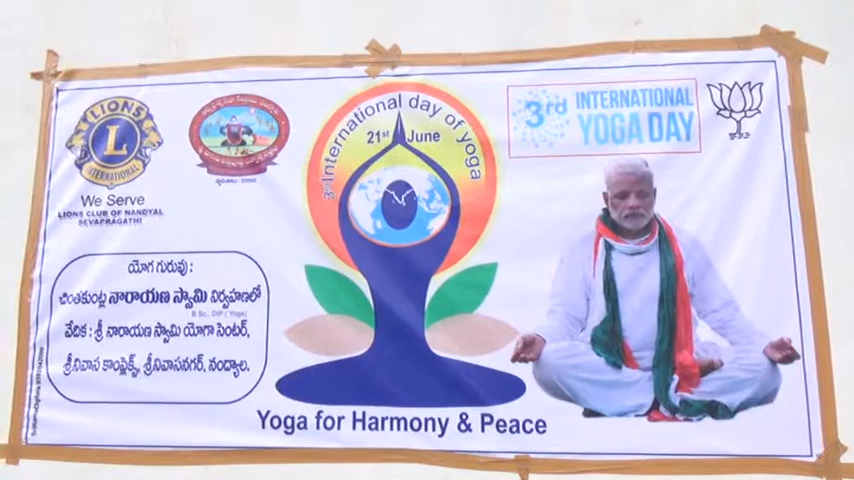 LIONS
L
INTERNATIONAL
We Serve
LIONS CLUB OF NANDYAL
SEVAPRAGATHI
3rd International day of yoga
21st June
3rd INTERNATIONAL
YOGA DAY
యోగ గురువు :
చింతకుంట్ల నారాయణ స్వామి నిర్వహణలో
B.Sc., DIP ( Yoga)
వేదిక : శ్రీ నారాయణ స్వామి యోగా సెంటర్,
శ్రీనివాస కాంప్లెక్స్, శ్రీనివాసనగర్, నంద్యాల.
Yoga for Harmony & Peace